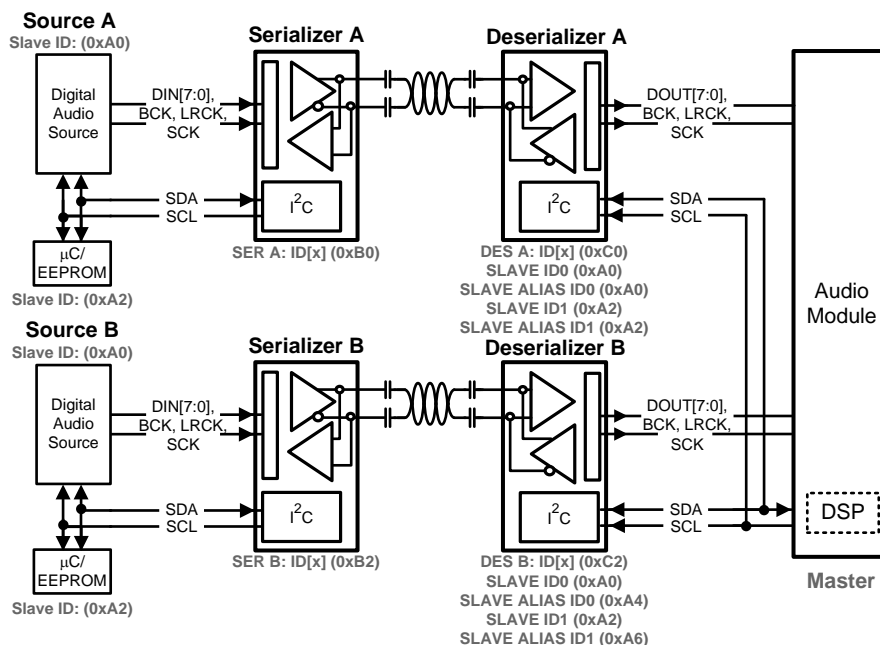 Source A
Slave ID: (0xA0)
Digital
Audio
Source
DIN[7:0],
BCK, LRCK,
SCK
SDA
SCL
µC/
EEPROM
Slave ID: (0xA2)
Serializer A
I²C
SER A: ID[x] (0xB0)
Deserializer A
I²C
DES A: ID[x] (0xC0)
SLAVE ID0 (0xA0)
SLAVE ALIAS ID0 (0xA0)
SLAVE ID1 (0xA2)
SLAVE ALIAS ID1 (0xA2)
DOUT[7:0],
BCK, LRCK,
SCK
SDA
SCL
Audio
Module
Source B
Slave ID: (0xA0)
Digital
Audio
Source
DIN[7:0],
BCK, LRCK,
SCK
SDA
SCL
µC/
EEPROM
Slave ID: (0xA2)
Serializer B
I²C
SER B: ID[x] (0xB2)
Deserializer B
I²C
DES B: ID[x] (0xC2)
SLAVE ID0 (0xA0)
SLAVE ALIAS ID0 (0xA4)
SLAVE ID1 (0xA2)
SLAVE ALIAS ID1 (0xA6)
DOUT[7:0],
BCK, LRCK,
SCK
SDA
SCL
DSP
Master